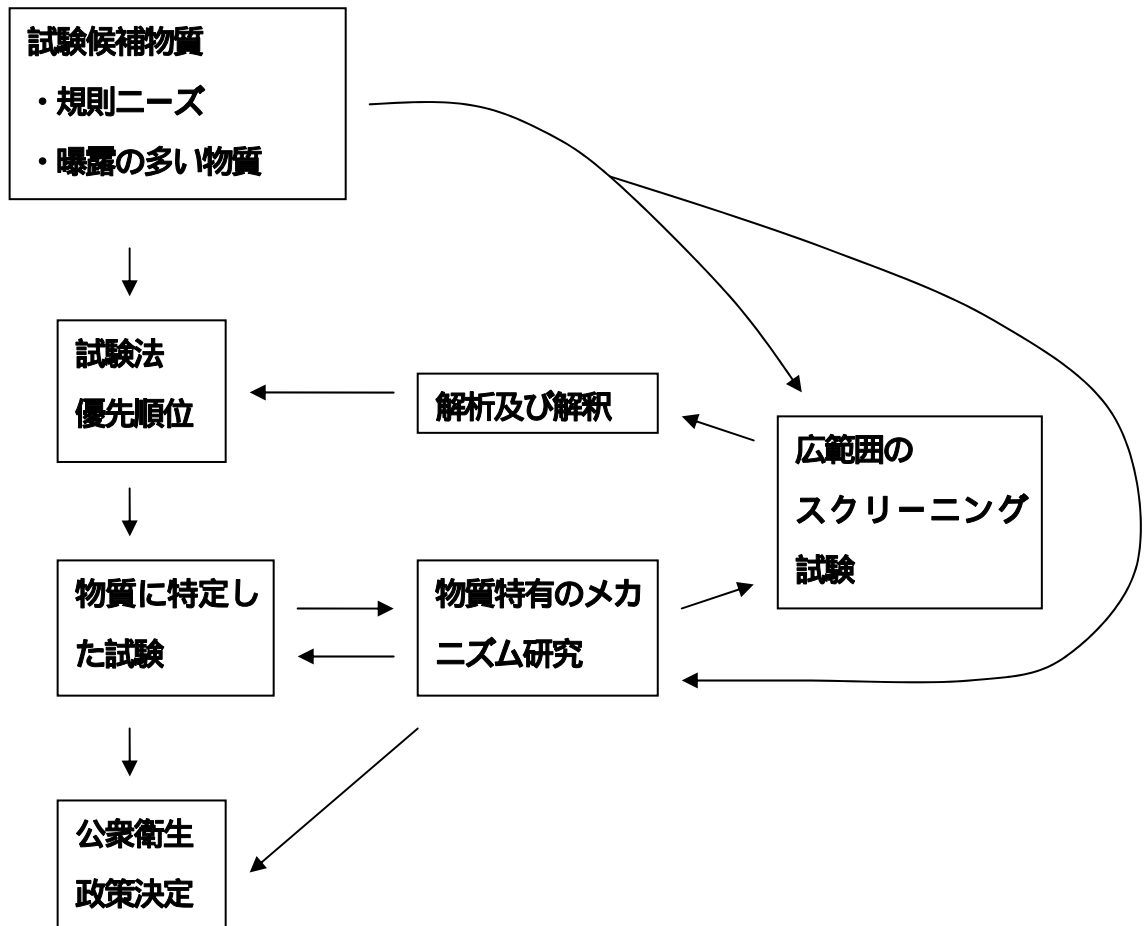 試験候補物質
・規則ニーズ
・曝露の多い物質
試験法
優先順位
解析及び解釈
広範囲の
スクリーニング
試験
物質に特定し
た試験
物質特有のメカ
ニズム研究
公衆衛生
政策決定